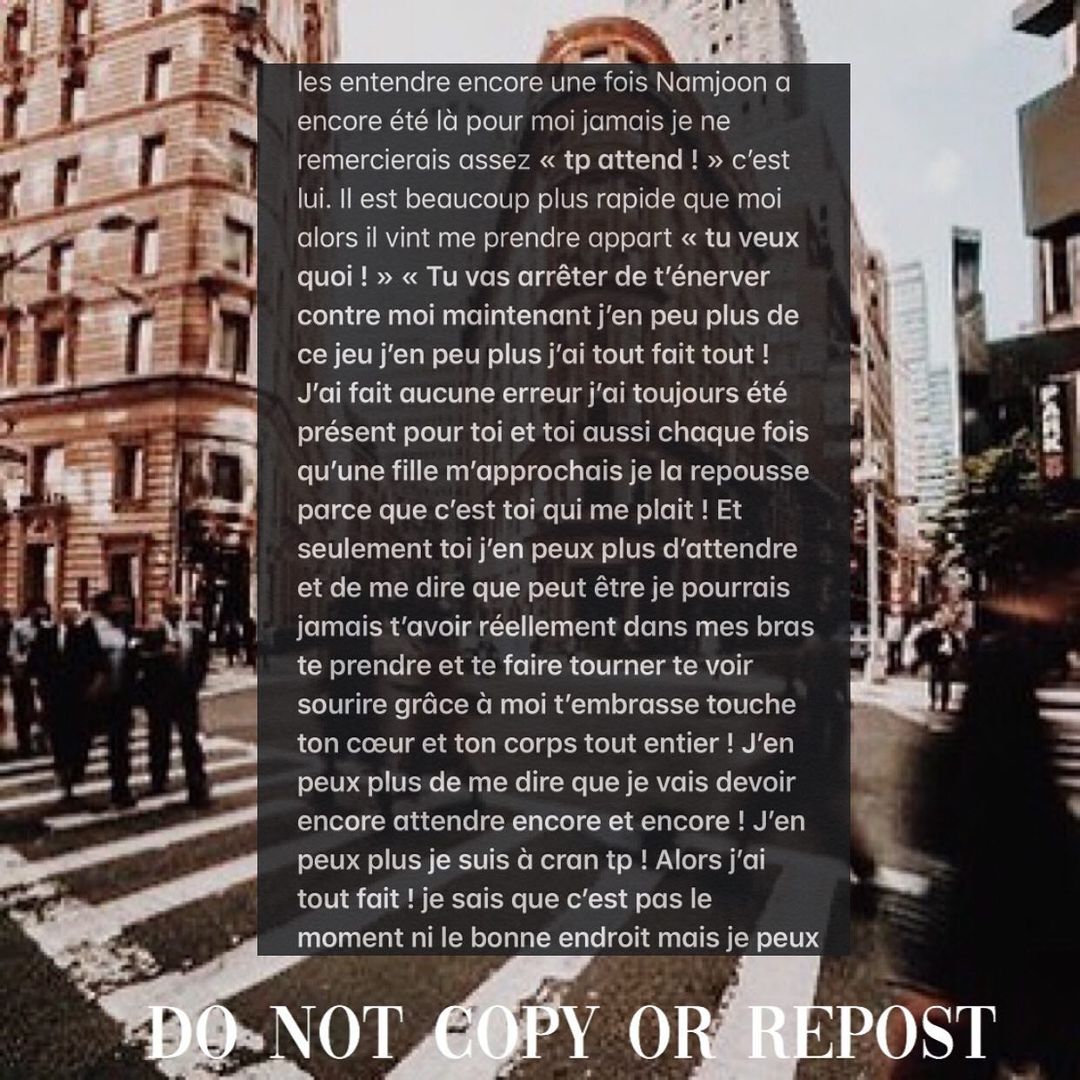 les entendre encore une fois Namjoon a
encore été là pour moi jamais je ne
remercierais assez « tp attend ! » c’est
lui. Il est beaucoup plus rapide que moi
alors il vint me prendre appart « tu veux
quoi ! » « Tu vas arrêter de t’énerver
contre moi maintenant j’en peu plus de
ce jeu j’en peu plus j’ai tout fait tout !
J’ai fait aucune erreur j’ai toujours été
présent pour toi et toi aussi chaque fois
qu’une fille m’approchais je la repousse
parce que c’est toi qui me plait ! Et
seulement toi j’en peux plus d’attendre
et de me dire que peut être je pourrais
jamais t’avoir réellement dans mes bras
te prendre et te faire tourner te voir
sourire grâce à moi t’embrasse touche
ton cœur et ton corps tout entier ! J’en
peux plus de me dire que je vais devoir
encore attendre encore et encore ! J’en
peux plus je suis à cran tp ! Alors j’ai
tout fait ! je sais que c’est pas le
moment ni le bonne endroit mais je peux
DO NOT COPY OR REPOST